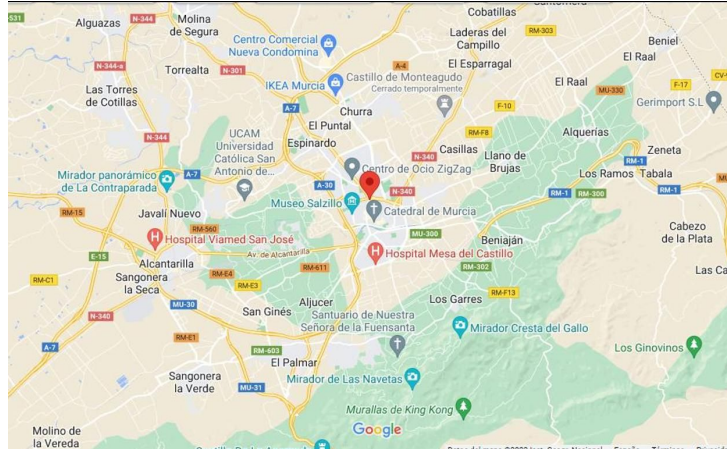 531
Alguazas
N-344
Molina
de Segura
Cobatillas
Centro Comercial
Nueva Condomina
Laderas del
Campillo
RM-303
Beniel
El Raal
N-344-a
Torrealta
N-301
A-4
El Esparragal
IKEA Murcia
Castillo de Monteagudo
Cerrado temporalmente
El Raal
F-17
MU-330
Las Torres
de Cotillas
A-7
F-10
Gerimport S.L
Churra
El Puntal
N-344
UCAM
Universidad
Católica San
Antonio de...
Espinardo
RM-F8
Alquerías
Casillas
Zeneta
N-340
Llano de
Brujas
RM-1
Centro de Ocio ZigZag
Mirador panorámico
de La Contraparada
A-7
A-30
N-340
Los Ramos
Tabala
RM-1
RM-300
RM-1
Museo Salzillo
Catedral de Murcia
RM-15
Javalí Nuevo
RM-560
MU-300
Cabezo
de la Plata
Hospital Viamed San José
Beniaján
E-15
Av. de Alcantarilla
Hospital Mesa del Castillo
Alcantarilla
RM-611
RM-302
RM-C1
Sangonera
la Seca
RM-E4
RM-E3
RM-F13
MU-30
Aljucer
Los Garres
San Ginés
Santuario de Nuestra
Señora de la Fuensanta
N-340
Mirador Cresta del Gallo
RM-E1
A-7
RM-603
Los Ginovinos
El Palmar
Sangonera
la Verde
MU-31
Mirador de Las Navetas
Murallas de King Kong
Molino de
la Vereda
Google